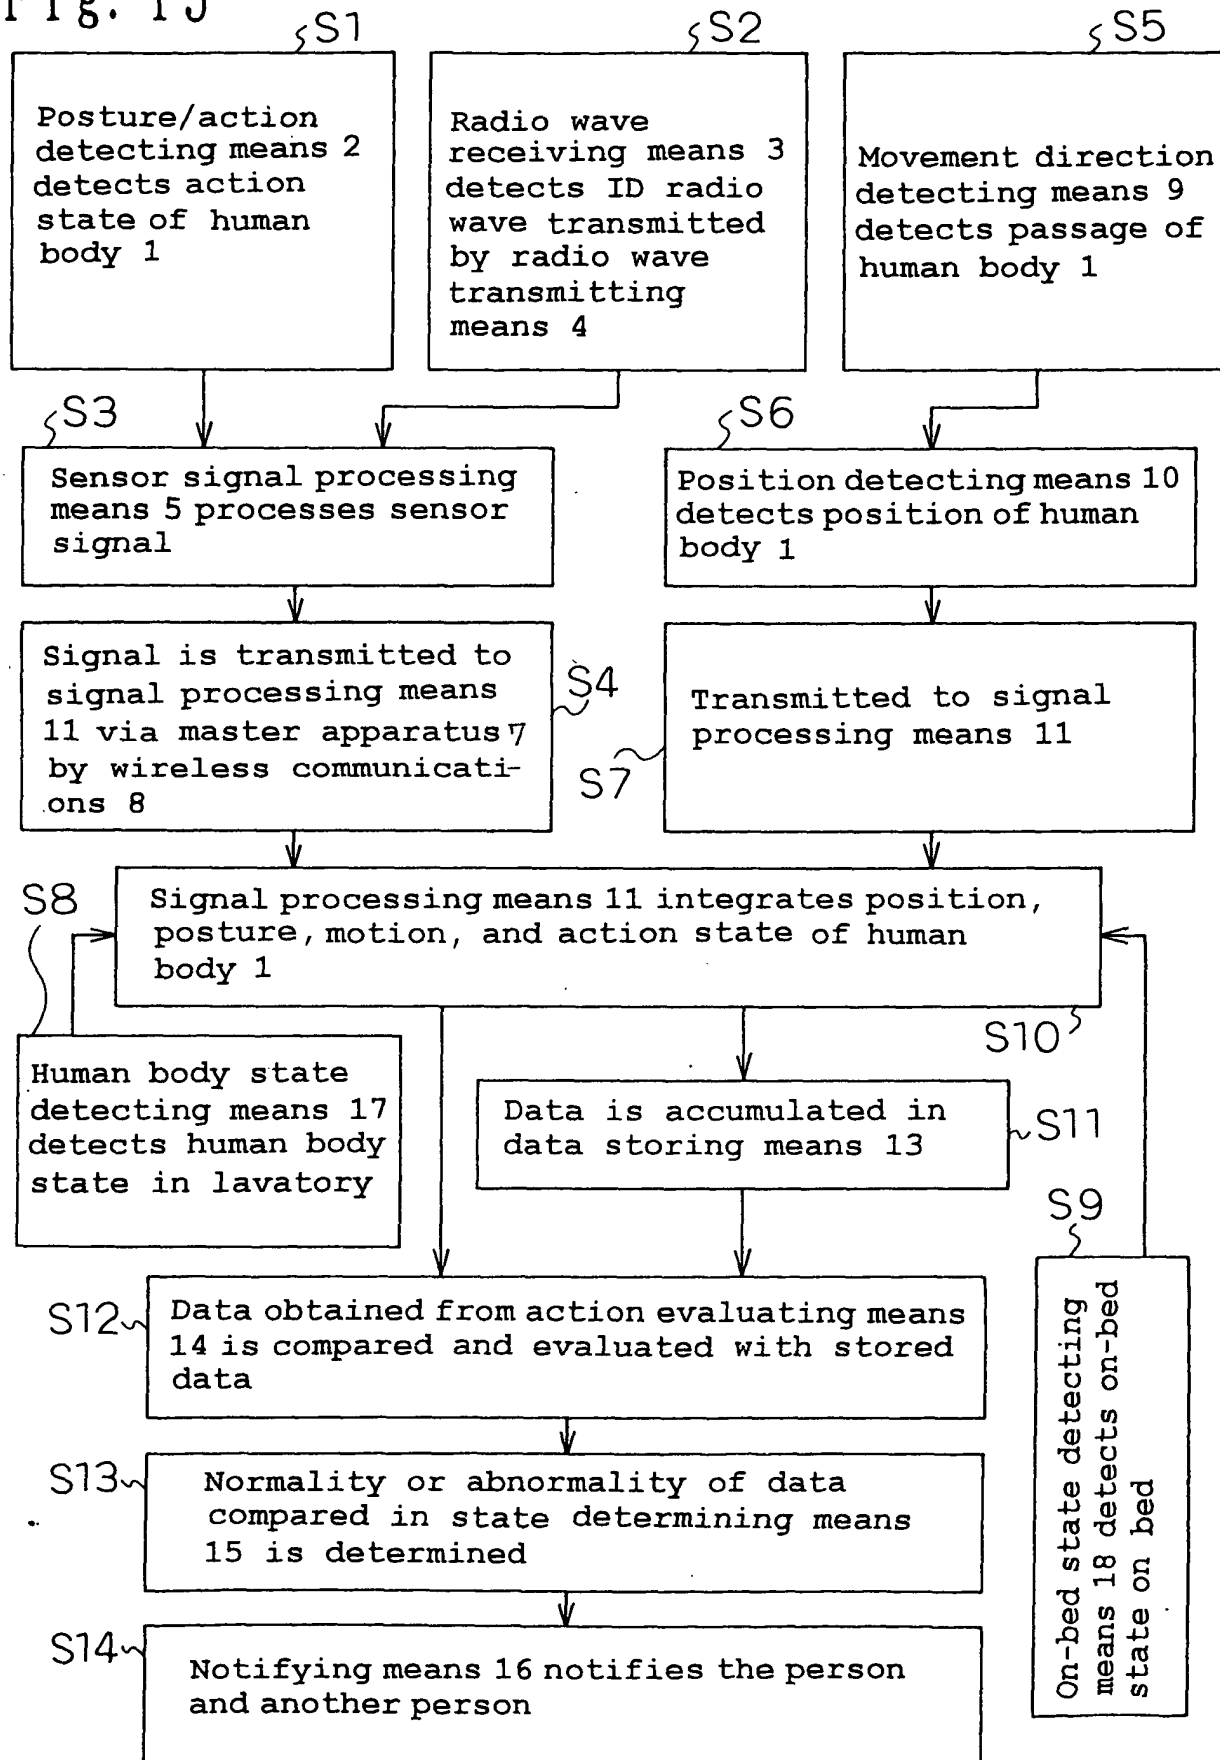 Fig. 15
S1
Posture/action
detecting means 2
detects action
state of human
body 1
S2
Radio wave
receiving means 3
detects ID radio
wave transmitted
by radio wave
transmitting
means 4
S5
Movement direction
detecting means 9
detects passage of
human body 1
S3
Sensor signal processing
means 5 processes sensor
signal
S6
Position detecting means 10
detects position of human
body 1
Signal is transmitted to
signal processing means
11 via master apparatus 7
by wireless communicati-
ons 8
S4
Transmitted to signal
processing means 11
S7
S8
Signal processing means 11 integrates position,
posture, motion, and action state of human
body 1
S10
Human body state
detecting means 17
detects human body
state in lavatory
Data is accumulated in
data storing means 13
S11
S9
On-bed state detecting
means 18 detects on-bed
state on bed
S12
Data obtained from action evaluating means
14 is compared and evaluated with stored
data
S13
Normality or abnormality of data
compared in state determining means
15 is determined
S14
Notifying means 16 notifies the person
and another person